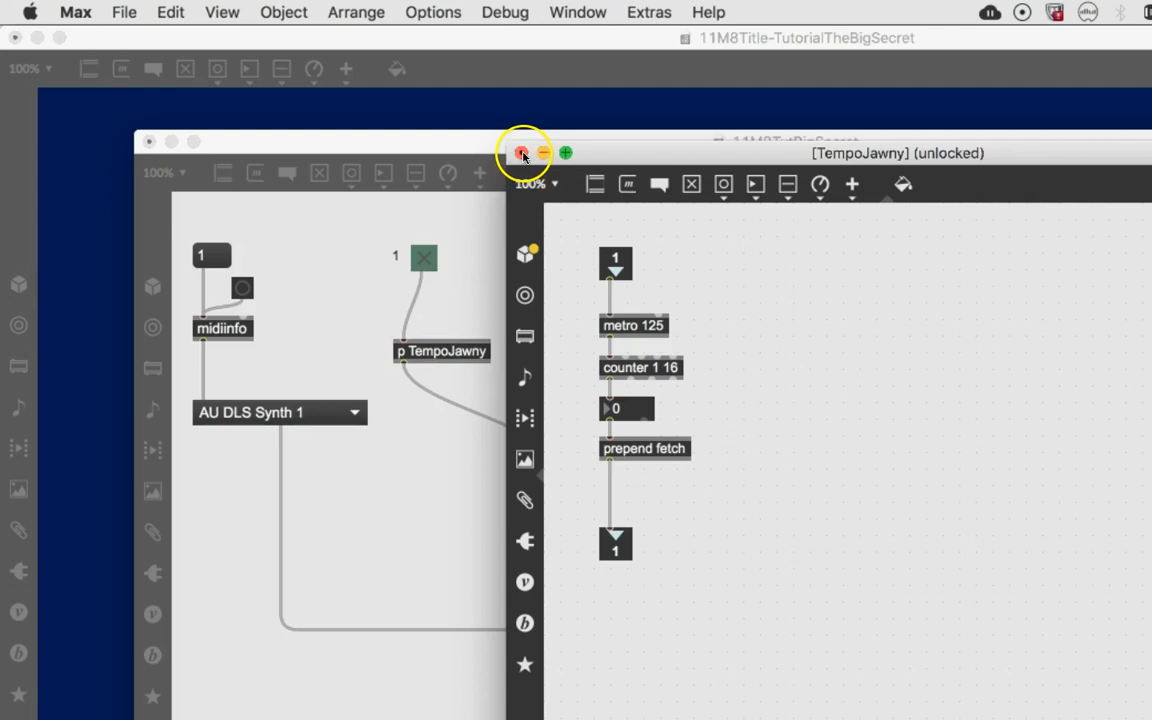 Max File Edit View Object Arrange Options Debug Window Extras Help
11M8Title-TutorialTheBigSecret
100%
11M8TutBigSecret
[TempoJawny] (unlocked)
100%
100%
1
1
1
midiinfo
metro 125
p TempoJawny
counter 1 16
0
AU DLS Synth 1
prepend fetch
1